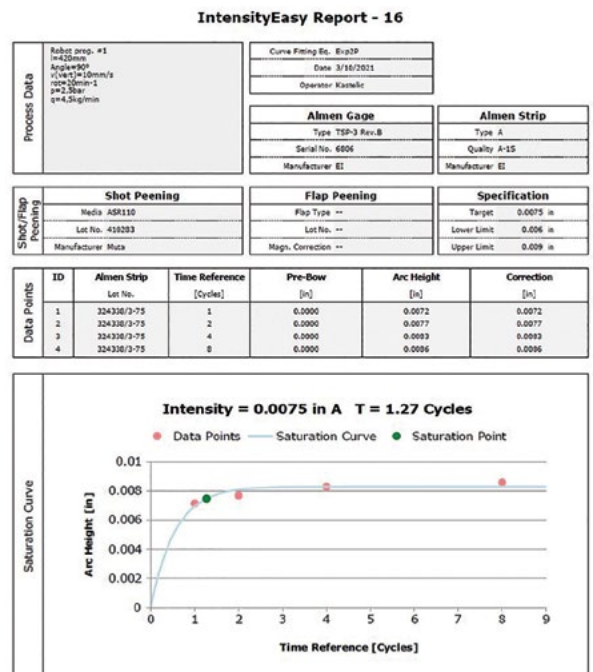 IntensityEasy Report - 16
Process Data
Robot prog. #1
l=420mm
Angle=90°
v(vert)=10mm/s
rot=20min-1
p=2,5bar
q=4,5kg/min
Curve Fitting Eq. Exp2P
Date 3/10/2021
Operator Kastelic
Almen Gage
Type TSP-3 Rev.B
Serial No. 6806
Manufacturer EI
Almen Strip
Type A
Quality A-1S
Manufacturer EI
Shot/Flap
Peening
Shot Peening
Media ASR110
Lot No. 410283
Manufacturer Muta
Flap Peening
Flap Type --
Lot No. --
Magn. Correction --
Specification
Target 0.0075 in
Lower Limit 0.006 in
Upper Limit 0.009 in
Data Points
ID Almen Strip Time Reference Pre-Bow Arc Height Correction
Lot No. [Cycles] [in] [in] [in]
1 324338/3-75 1 0.0000 0.0072 0.0072
2 324338/3-75 2 0.0000 0.0077 0.0077
3 324338/3-75 4 0.0000 0.0083 0.0083
4 324338/3-75 8 0.0000 0.0086 0.0086
Saturation Curve
Intensity = 0.0075 in A T = 1.27 Cycles
Data Points Saturation Curve Saturation Point
Arc Height [in]
0.01
0.008
0.006
0.004
0.002
0
0 1 2 3 4 5 6 7 8 9
Time Reference [Cycles]